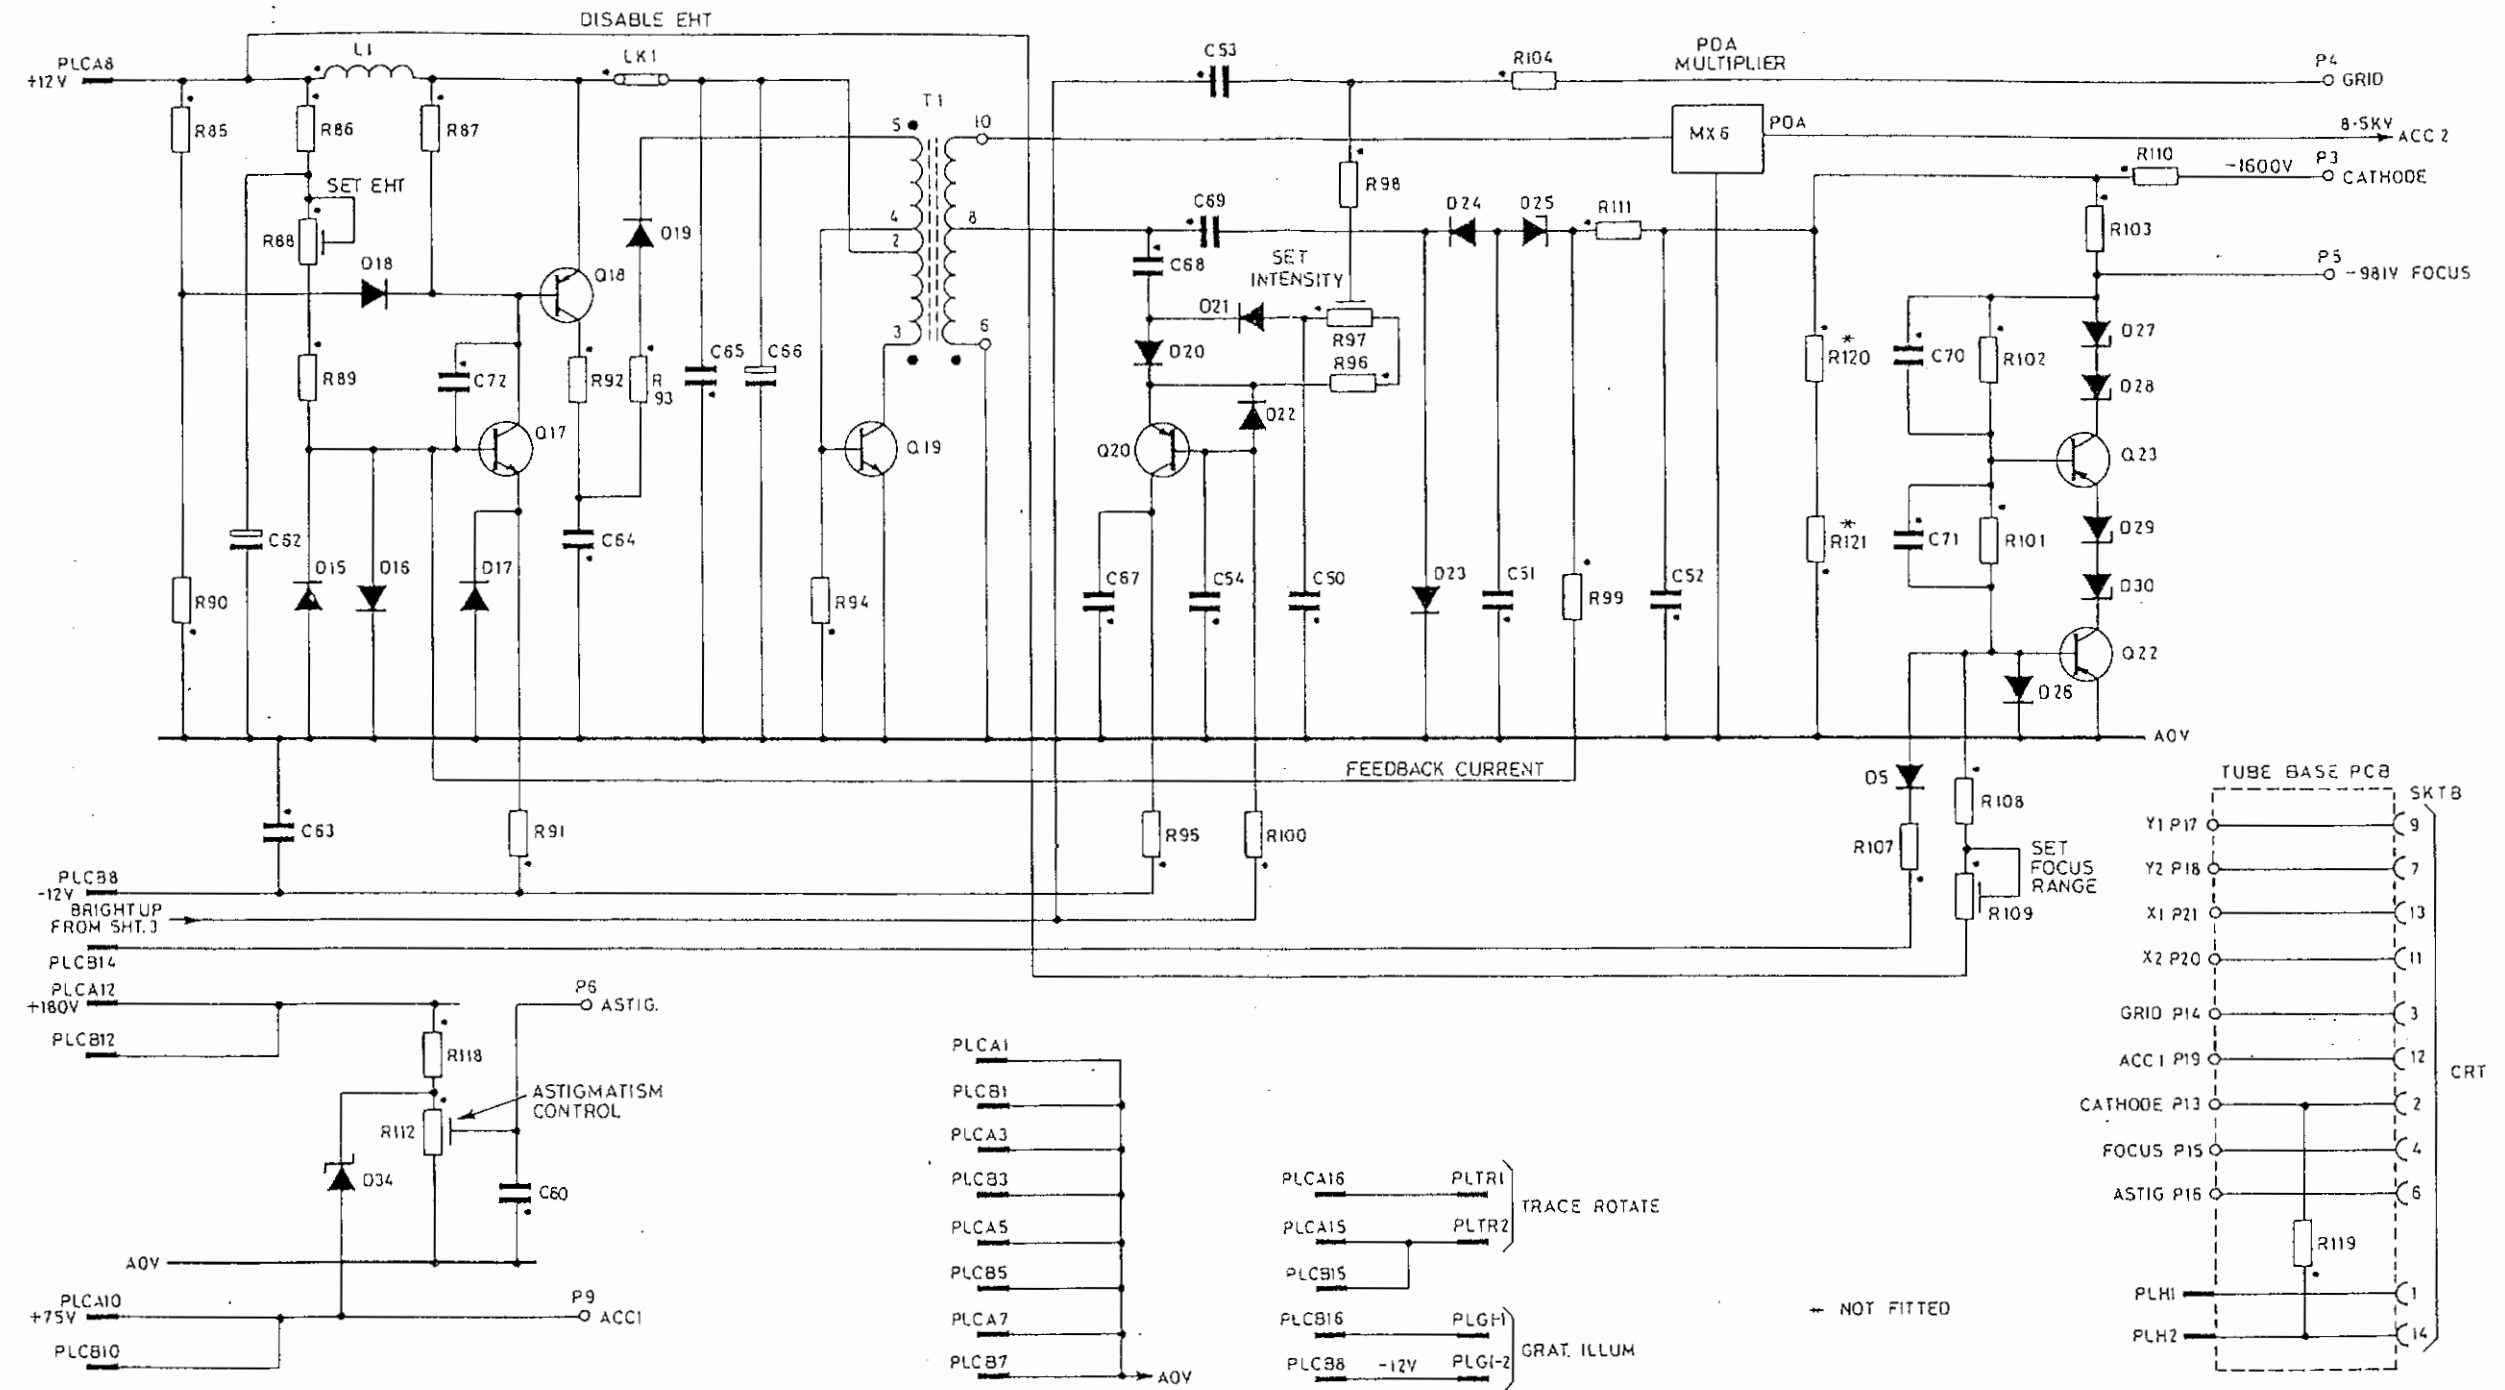 DISABLE EHT
PLCA8
+12V
L1
LK1
C53
R104
POA
MULTIPLIER
P4
GRID
R85
R86
R87
T1
5
10
MX6
POA
8-5KV
ACC 2
R110
-1600V
P3
CATHODE
SET EHT
R88
D18
Q18
D19
4
2
8
3
6
C69
R98
D24
D25
R111
R103
P5
-981V FOCUS
C68
SET
INTENSITY
D21
R97
R96
D20
D22
R89
C72
R92
R
93
C65
C66
*
R120
C70
R102
D27
D28
Q17
Q19
Q20
Q23
C62
D15
D16
D17
C64
R90
R94
C67
C54
C50
D23
C51
R99
C52
*
R121
C71
R101
D29
D30
Q22
D26
A0V
FEEDBACK CURRENT
C63
R91
R95
R100
D5
R107
R108
SET
FOCUS
RANGE
R109
PLCB8
-12V
BRIGHTUP
FROM SHT.3
PLCB14
PLCA12
+180V
PLCB12
P6
ASTIG.
R118
ASTIGMATISM
CONTROL
R112
D34
C60
A0V
PLCA10
+75V
PLCB10
P9
ACC1
PLCA1
PLCB1
PLCA3
PLCB3
PLCA5
PLCB5
PLCA7
PLCB7
A0V
PLCA16
PLTR1
PLCA15
PLTR2
PLCB15
TRACE ROTATE
PLCB16
PLGI-1
PLCB8
-12V
PLGI-2
GRAT. ILLUM
* NOT FITTED
TUBE BASE PCB
SKTB
Y1 P17
9
Y2 P18
7
X1 P21
13
X2 P20
11
GRID P14
3
ACC 1 P19
12
CRT
CATHODE P13
2
FOCUS P15
4
ASTIG P16
6
R119
PLH1
1
PLH2
14